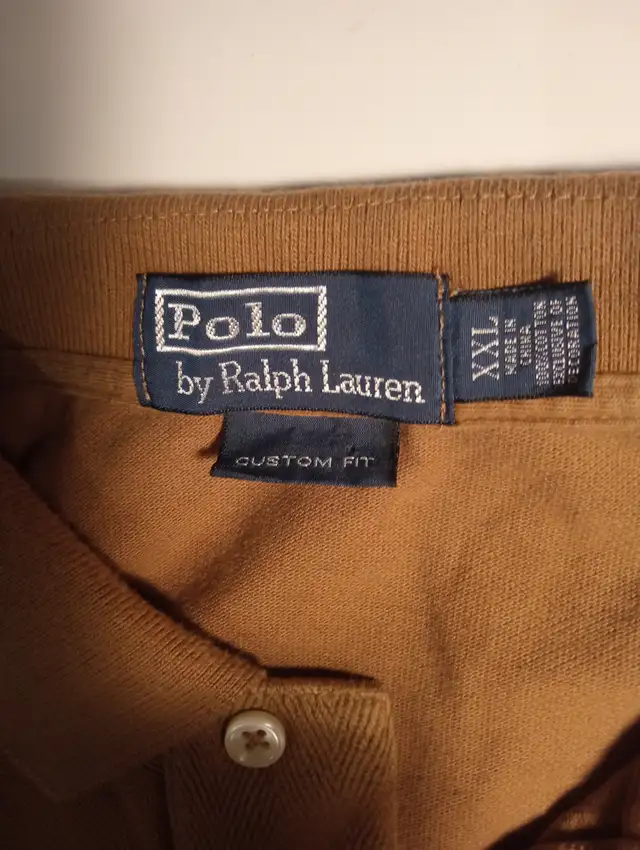 Polo
by Ralph Lauren
CUSTOM FIT
XXL
MADE IN
CHINA